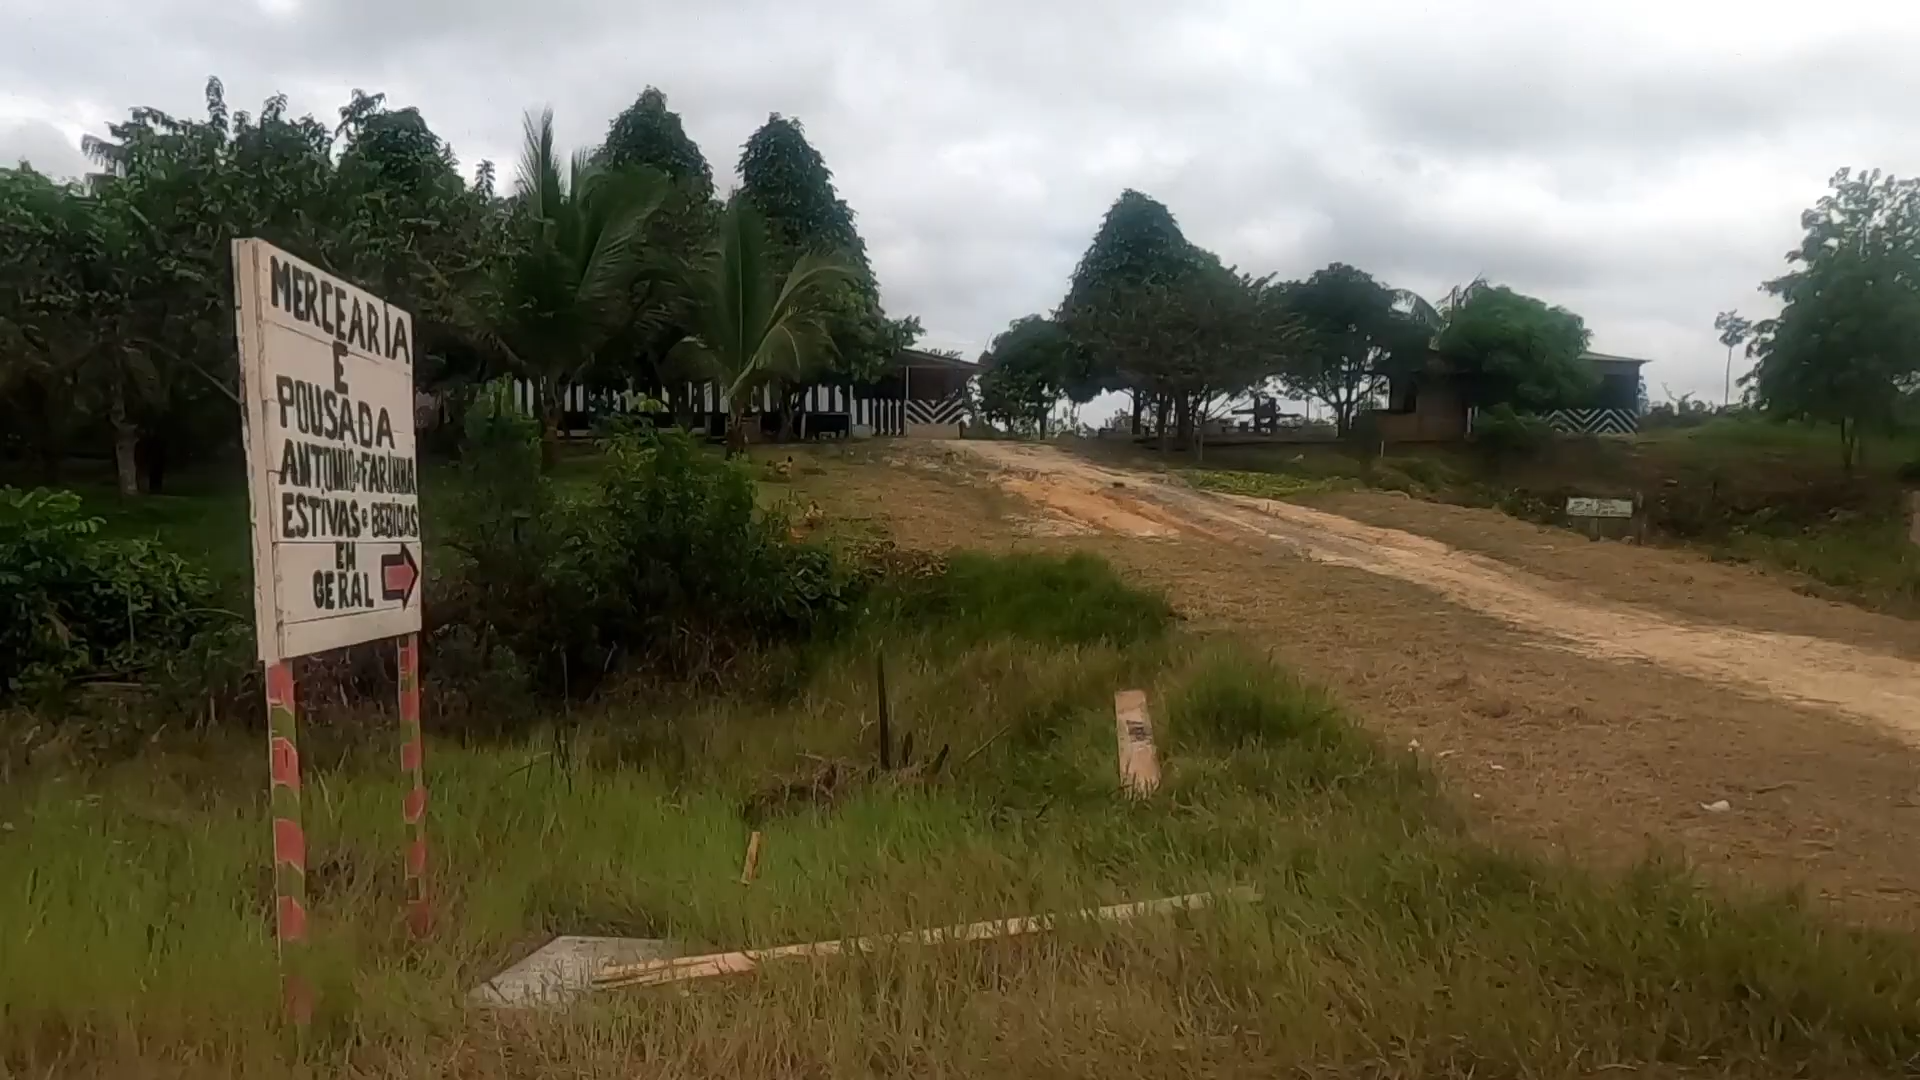 MERCEARIA
E
POUSADA
ANTONIO FARINHA
ESTIVAS e BEBIDAS
EM
GERAL